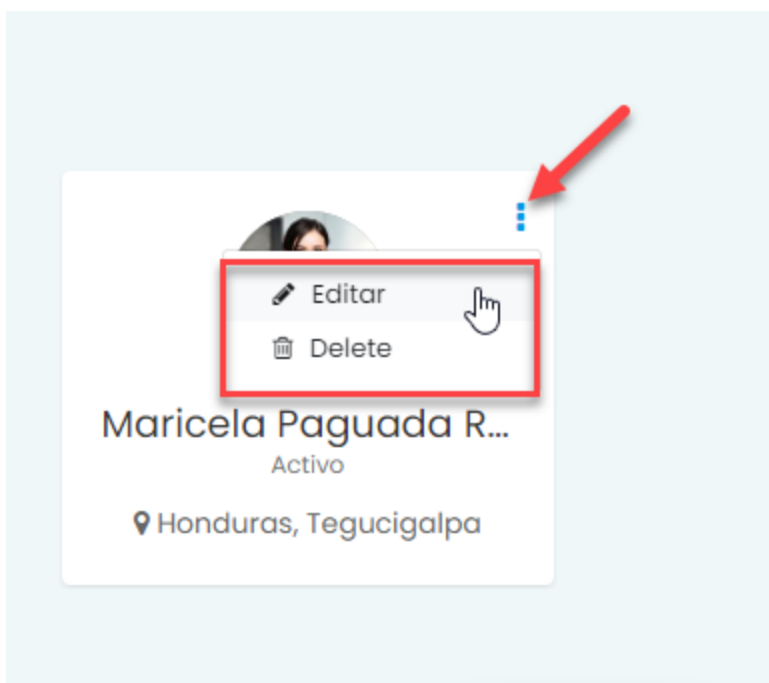 Editar
Delete
Maricela Paguada R...
Activo
Honduras, Tegucigalpa